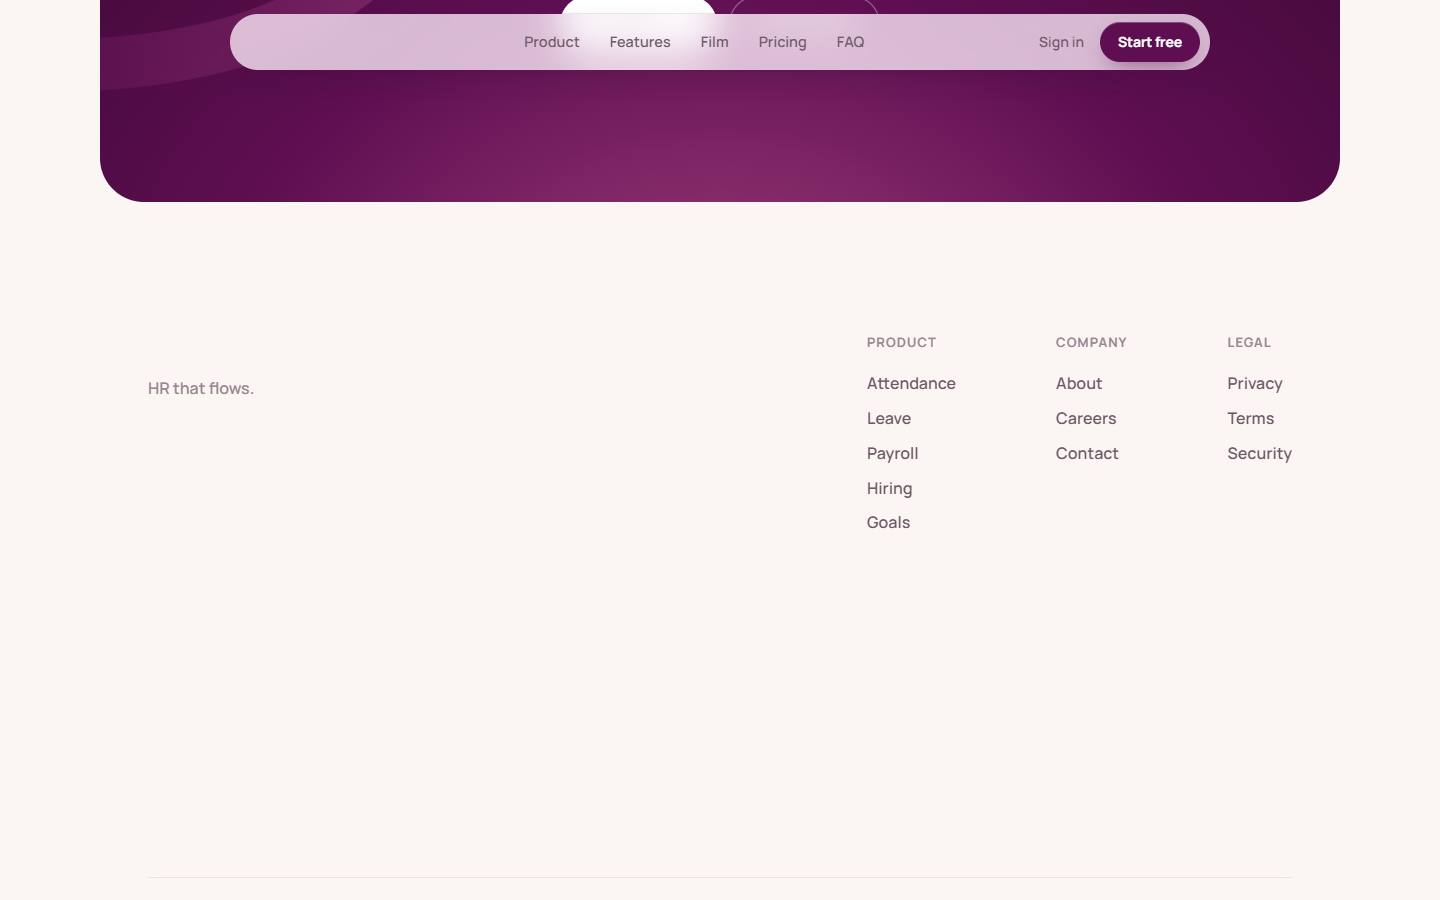 Product Features Film Pricing FAQ Sign in Start free
HR that flows.
PRODUCT
Attendance
Leave
Payroll
Hiring
Goals
COMPANY
About
Careers
Contact
LEGAL
Privacy
Terms
Security